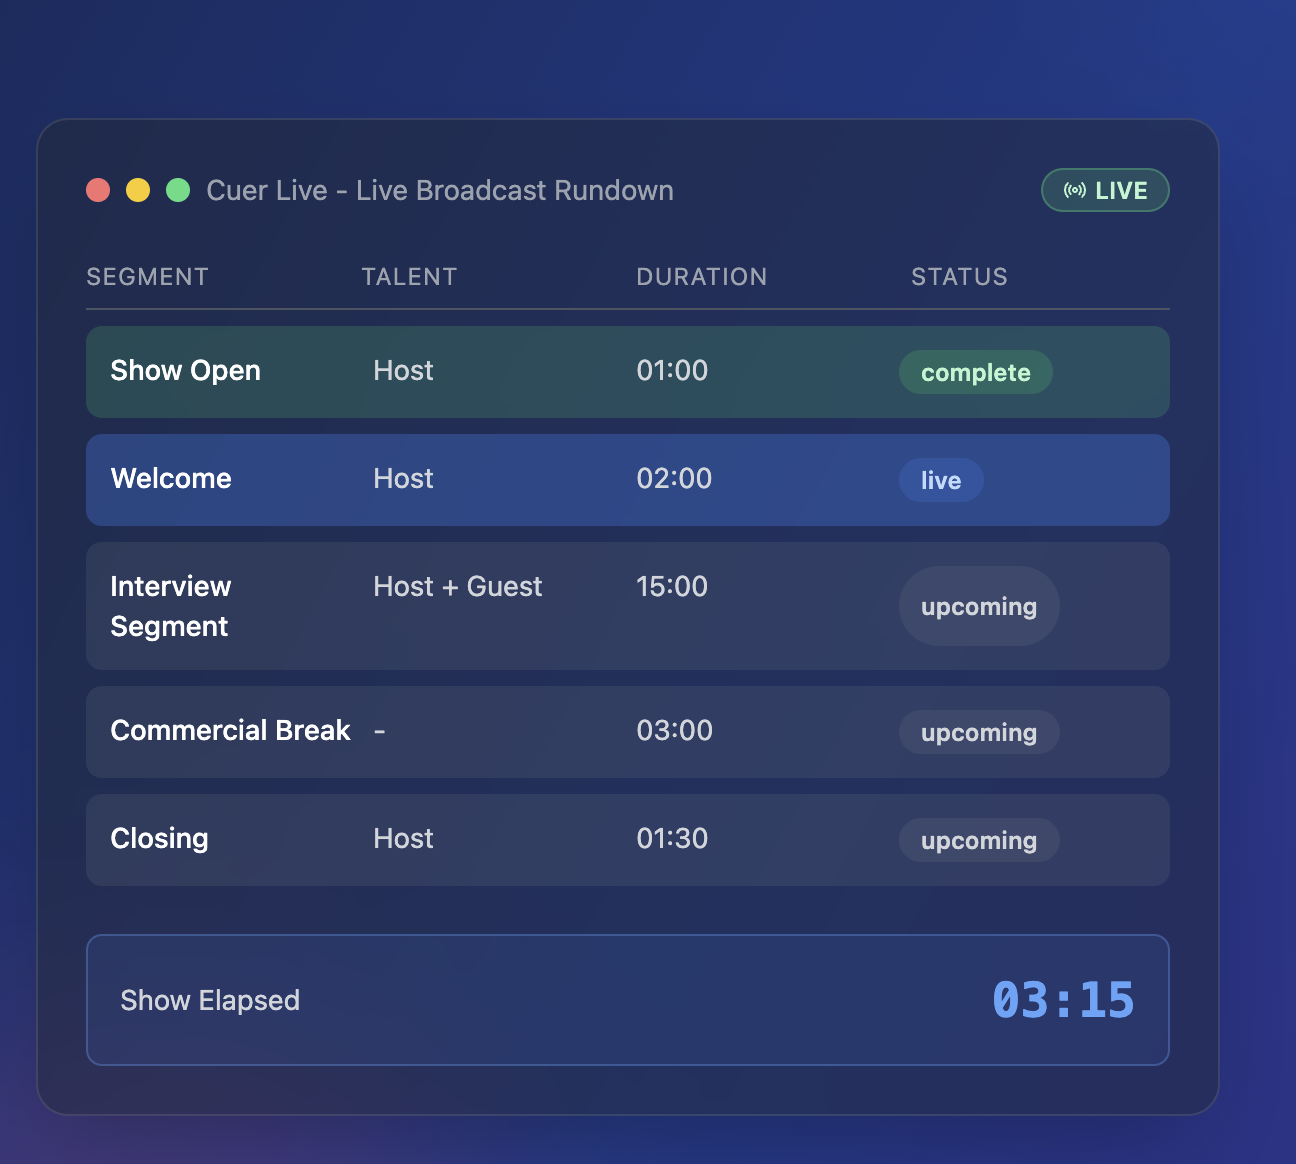 Cuer Live - Live Broadcast Rundown
LIVE
SEGMENT TALENT DURATION STATUS
Show Open Host 01:00 complete
Welcome Host 02:00 live
Interview Host + Guest 15:00 upcoming
Segment
Commercial Break - 03:00 upcoming
Closing Host 01:30 upcoming
Show Elapsed 03:15